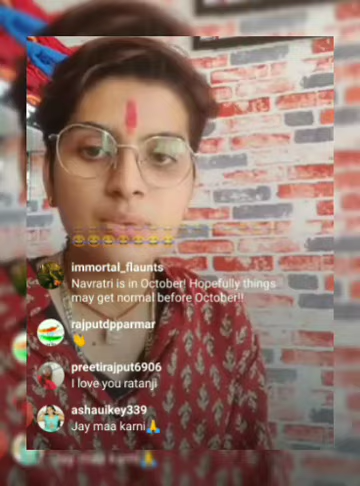 😂😂😂😂😂😂😂
immortal_flaunts
Navratri is in October! Hopefully things
may get normal before October!!
rajputdpparmar
👏
preetirajput6906
I love you ratanji
ashauikey339
Jay maa karni🙏